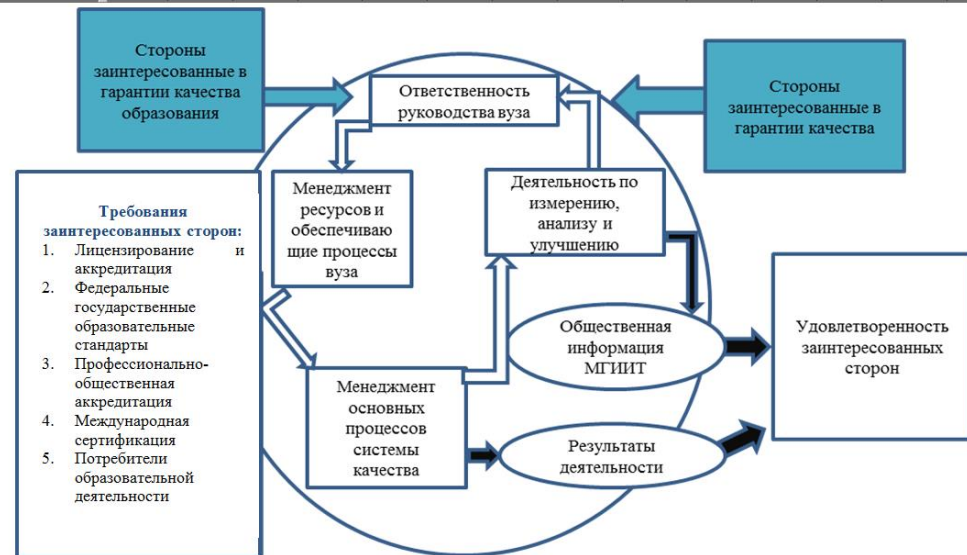 Стороны
заинтересованные в
гарантии качества
образования
Ответственность
руководства вуза
Стороны
заинтересованные в
гарантии качества
Требования
заинтересованных сторон:
1. Лицензирование и
аккредитация
2. Федеральные
государственные
образовательные
стандарты
3. Профессионально-
общественная
аккредитация
4. Международная
сертификация
5. Потребители
образовательной
деятельности
Менеджмент
ресурсов и
обеспечиваю
щие процессы
вуза
Деятельность по
измерению,
анализу и
улучшению
Общественная
информация
МГИИТ
Удовлетворенность
заинтересованных
сторон
Менеджмент
основных
процессов
системы
качества
Результаты
деятельности